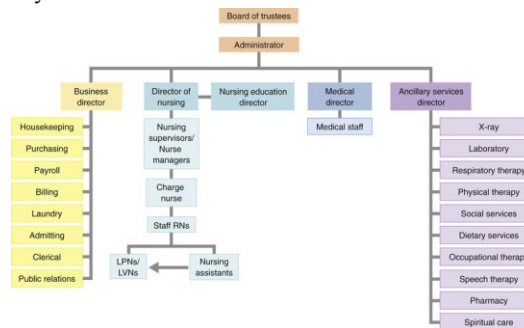 Board of trustees
Administrator
Business
director
Director of
nursing
Nursing education
director
Medical
director
Ancillary services
director
Housekeeping
Purchasing
Payroll
Billing
Laundry
Admitting
Clerical
Public relations
Nursing
supervisors/
Nurse
managers
Charge
nurse
Staff RNs
LPNs/
LVNs
Nursing
assistants
Medical staff
X-ray
Laboratory
Respiratory therapy
Physical therapy
Social services
Dietary services
Occupational therap
Speech therapy
Pharmacy
Spiritual care